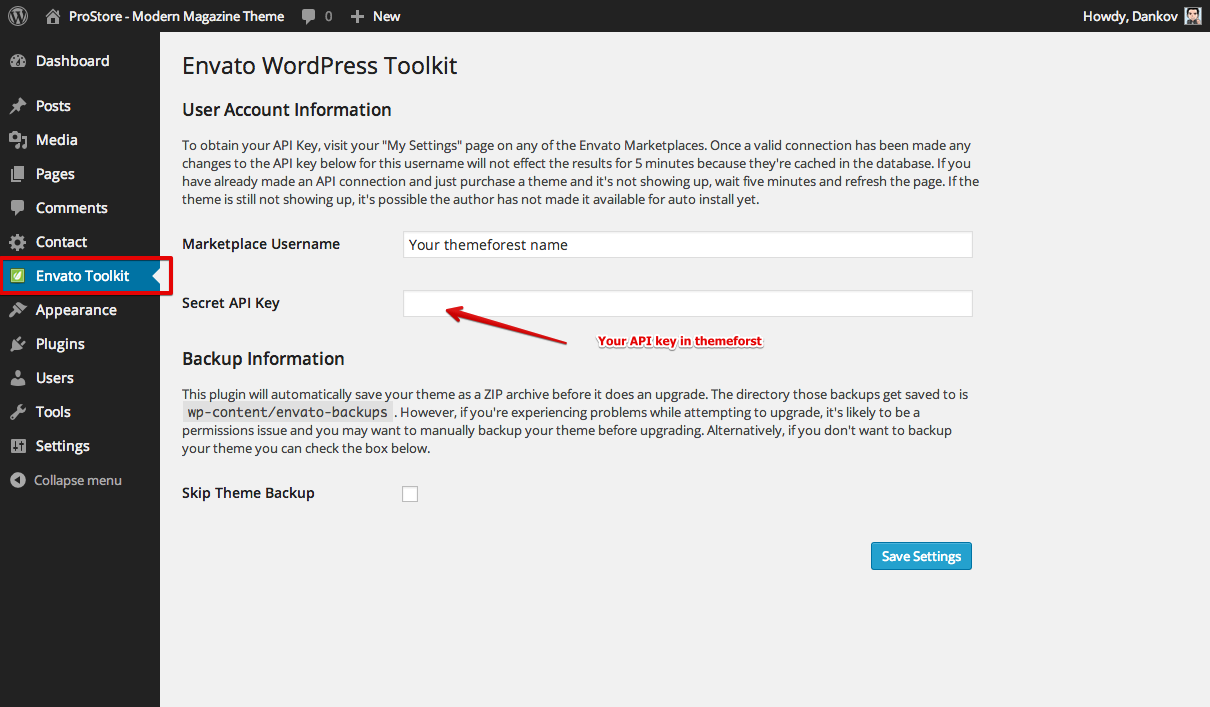 ProStore - Modern Magazine Theme 0 New Howdy, Dankov
Dashboard
Posts
Media
Pages
Comments
Contact
Envato Toolkit
Appearance
Plugins
Users
Tools
Settings
Collapse menu
Envato WordPress Toolkit
User Account Information
To obtain your API Key, visit your "My Settings" page on any of the Envato Marketplaces. Once a valid connection has been made any
changes to the API key below for this username will not effect the results for 5 minutes because they're cached in the database. If you
have already made an API connection and just purchase a theme and it's not showing up, wait five minutes and refresh the page. If the
theme is still not showing up, it's possible the author has not made it available for auto install yet.
Marketplace Username Your themeforest name
Secret API Key
Your API key in themeforst
Backup Information
This plugin will automatically save your theme as a ZIP archive before it does an upgrade. The directory those backups get saved to is
wp-content/envato-backups . However, if you're experiencing problems while attempting to upgrade, it's likely to be a
permissions issue and you may want to manually backup your theme before upgrading. Alternatively, if you don't want to backup
your theme you can check the box below.
Skip Theme Backup
Save Settings